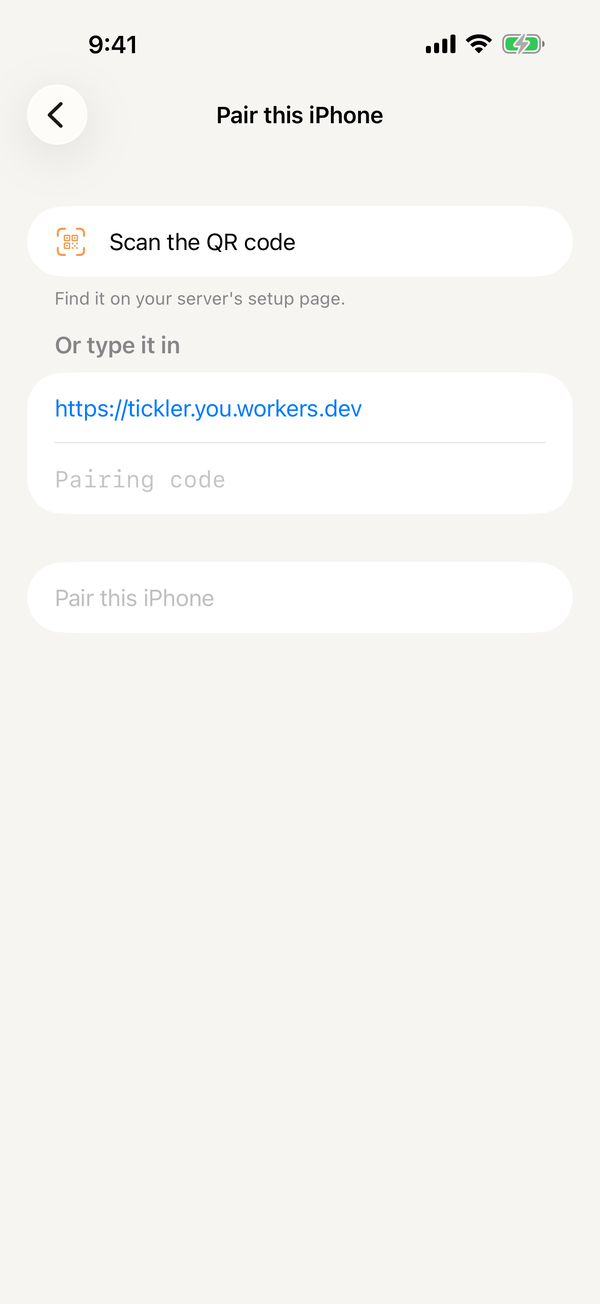 9:41
Pair this iPhone
Scan the QR code
Find it on your server's setup page.
Or type it in
https://tickler.you.workers.dev
Pairing code
Pair this iPhone